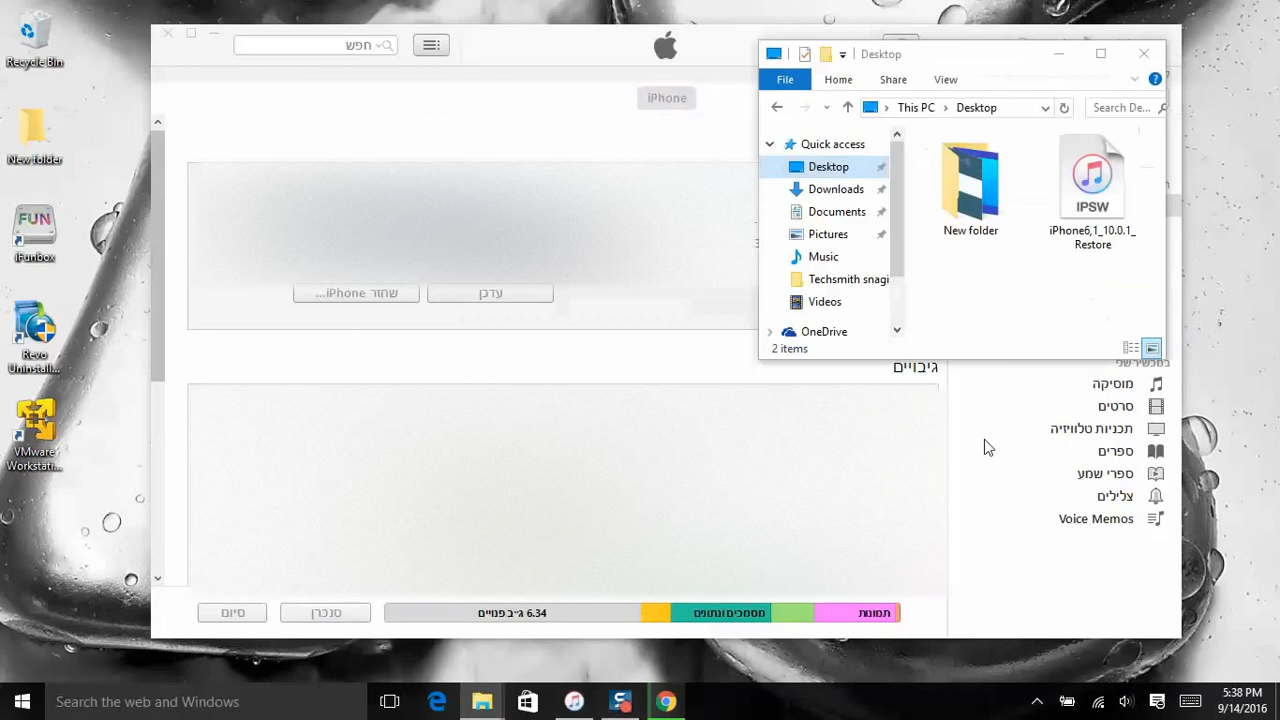 Recycle Bin
New folder
FUN
iFunbox
Revo
Uninstall...
VMware
Workstati...
חפש
iPhone
שחזר iPhone...
עדכן
גיבויים
מוסיקה
סרטים
תכניות טלוויזיה
ספרים
ספרי שמע
צלילים
Voice Memos
סיום
סנכרן
6.34 ג״ב פנויים
מסמכים ונתונים
תמונות
Desktop
File Home Share View
This PC Desktop
Search De...
Quick access
Desktop
Downloads
Documents
Pictures
Music
Techsmith snagi
Videos
OneDrive
New folder
IPSW
iPhone6,1_10.0.1_
Restore
2 items
Search the web and Windows
5:38 PM
9/14/2016